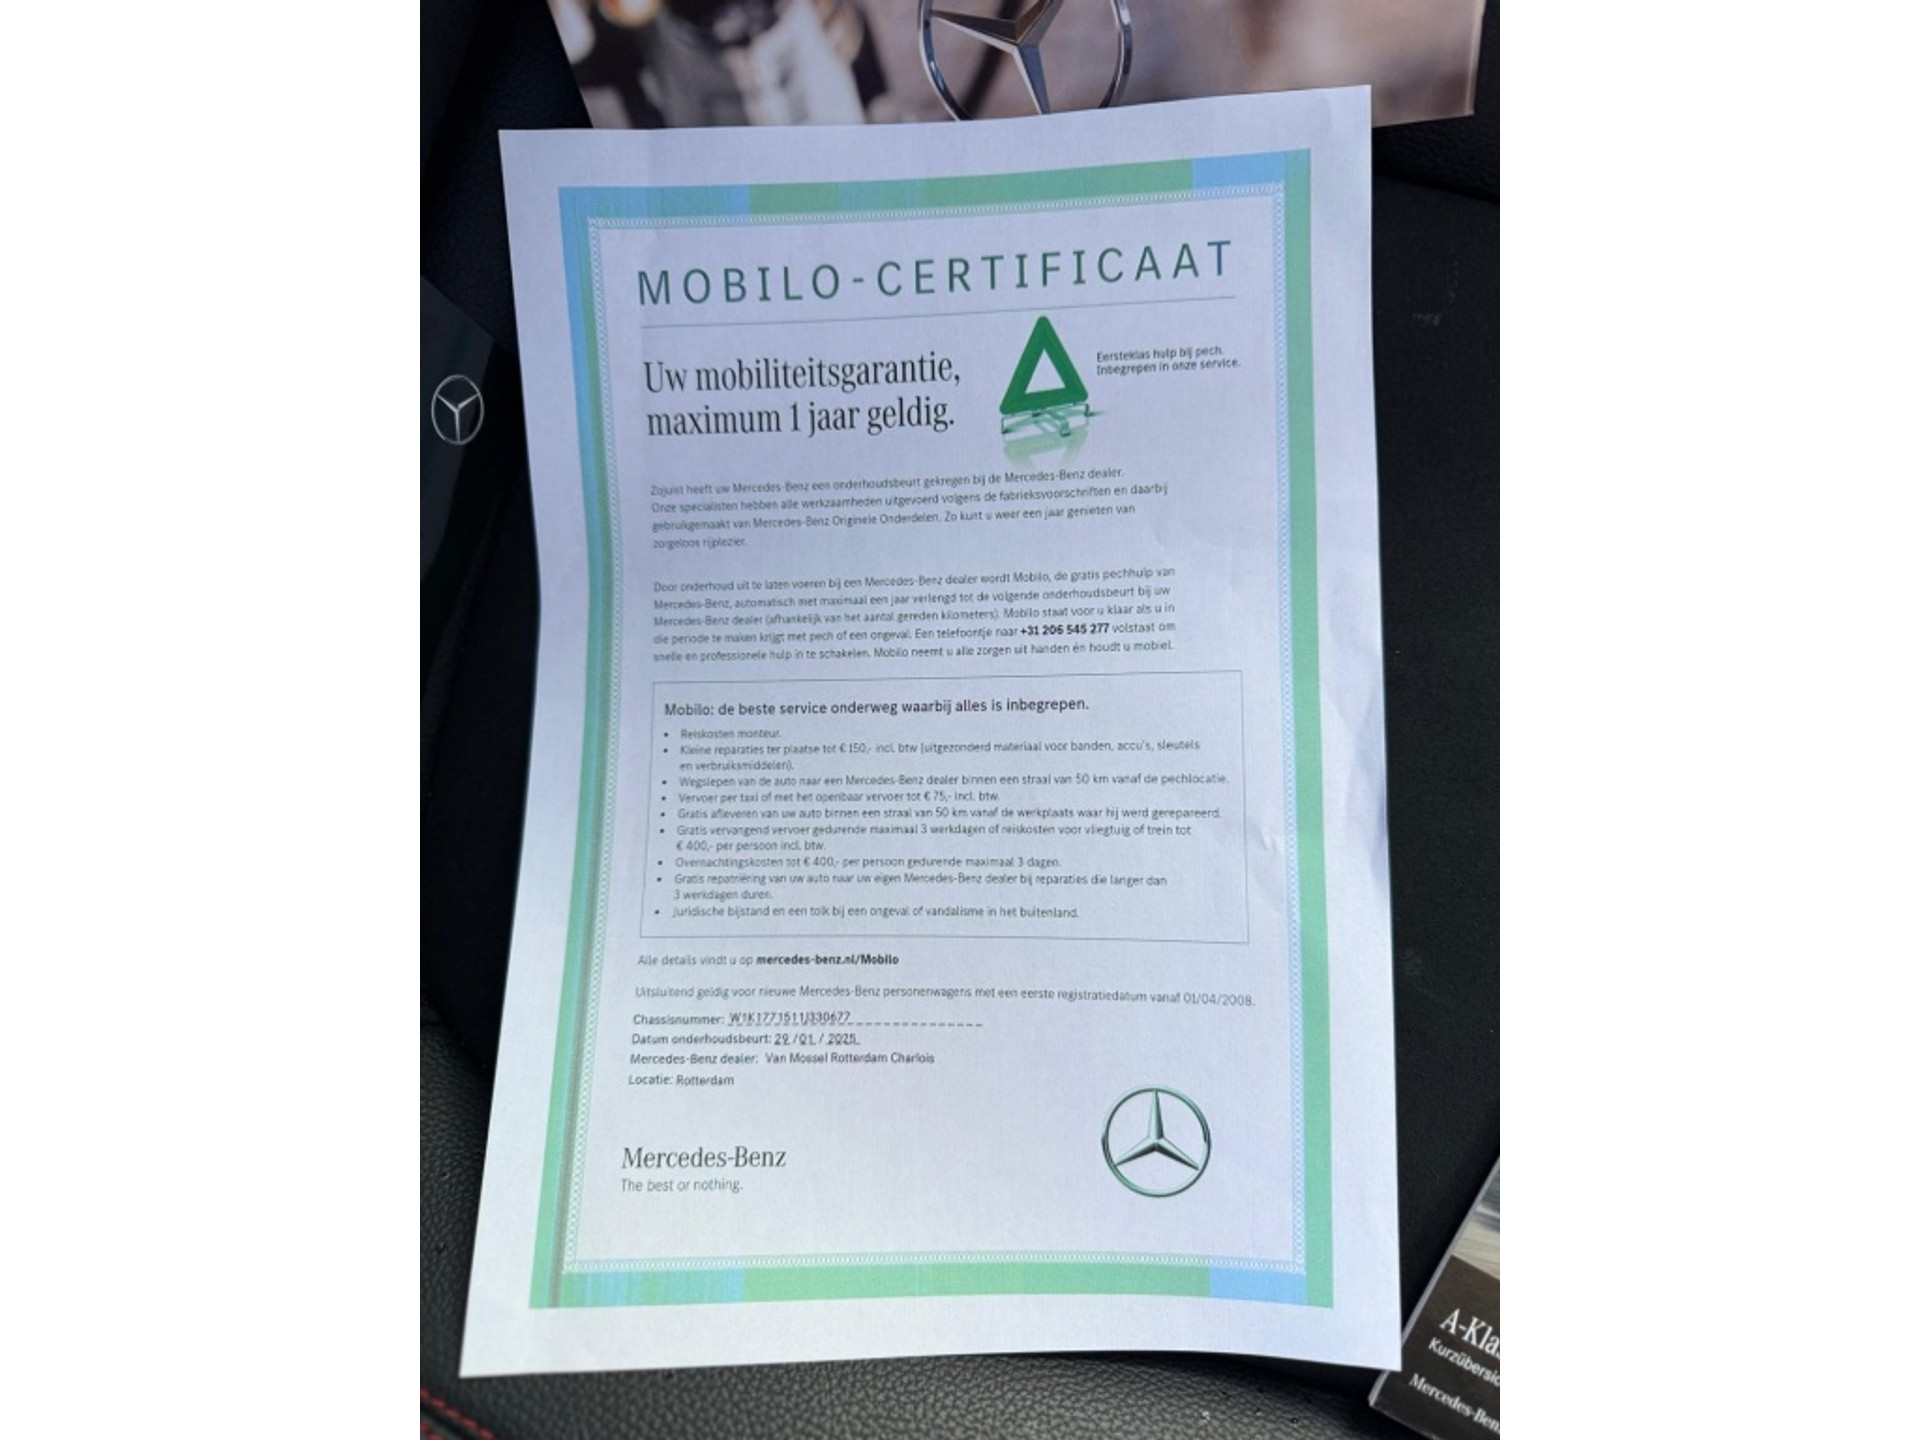 MOBILO-CERTIFICAAT
Uw mobiliteitsgarantie,
maximum 1 jaar geldig.
Eersteklas hulp bij pech.
Inbegrepen in onze service.
Zojuist heeft uw Mercedes-Benz een onderhoudsbeurt gekregen bij de Mercedes-Benz dealer.
Onze specialisten hebben alle werkzaamheden uitgevoerd volgens de fabrieksvoorschriften en daarbij
gebruikgemaakt van Mercedes-Benz Originele Onderdelen. Zo kunt u weer een jaar genieten van
zorgeloos rijplezier.
Door onderhoud uit te laten voeren bij een Mercedes-Benz dealer wordt Mobilo, de gratis pechhulp van
Mercedes-Benz, automatisch met maximaal een jaar verlengd tot de volgende onderhoudsbeurt bij uw
Mercedes-Benz dealer (afhankelijk van het aantal gereden kilometers). Mobilo staat voor u klaar als u in
die periode te maken krijgt met pech of een ongeval. Een telefoontje naar +31 206 545 277 volstaat om
snelle en professionele hulp in te schakelen. Mobilo neemt u alle zorgen uit handen én houdt u mobiel.
Mobilo: de beste service onderweg waarbij alles is inbegrepen.
• Reiskosten monteur.
• Kleine reparaties ter plaatse tot € 150,- incl. btw (uitgezonderd materiaal voor banden, accu's, sleutels
en verbruiksmiddelen).
• Wegslepen van de auto naar een Mercedes-Benz dealer binnen een straal van 50 km vanaf de pechlocatie.
• Vervoer per taxi of met het openbaar vervoer tot € 75,- incl. btw.
• Gratis afleveren van uw auto binnen een straal van 50 km vanaf de werkplaats waar hij werd gerepareerd.
• Gratis vervangend vervoer gedurende maximaal 3 werkdagen of reiskosten voor vliegtuig of trein tot
€ 400,- per persoon incl. btw.
• Overnachtingskosten tot € 400,- per persoon gedurende maximaal 3 dagen.
• Gratis repatriëring van uw auto naar uw eigen Mercedes-Benz dealer bij reparaties die langer dan
3 werkdagen duren.
• Juridische bijstand en een tolk bij een ongeval of vandalisme in het buitenland.
Alle details vindt u op mercedes-benz.nl/Mobilo
Uitsluitend geldig voor nieuwe Mercedes-Benz personenwagens met een eerste registratiedatum vanaf 01/04/2008.
Chassisnummer: W1K1771511J330677
Datum onderhoudsbeurt: 29 / 01 / 2025
Mercedes-Benz dealer: Van Mossel Rotterdam Charlois
Locatie: Rotterdam
Mercedes-Benz
The best or nothing.
A-Kla
Kurzübersic
Mercedes-Ben